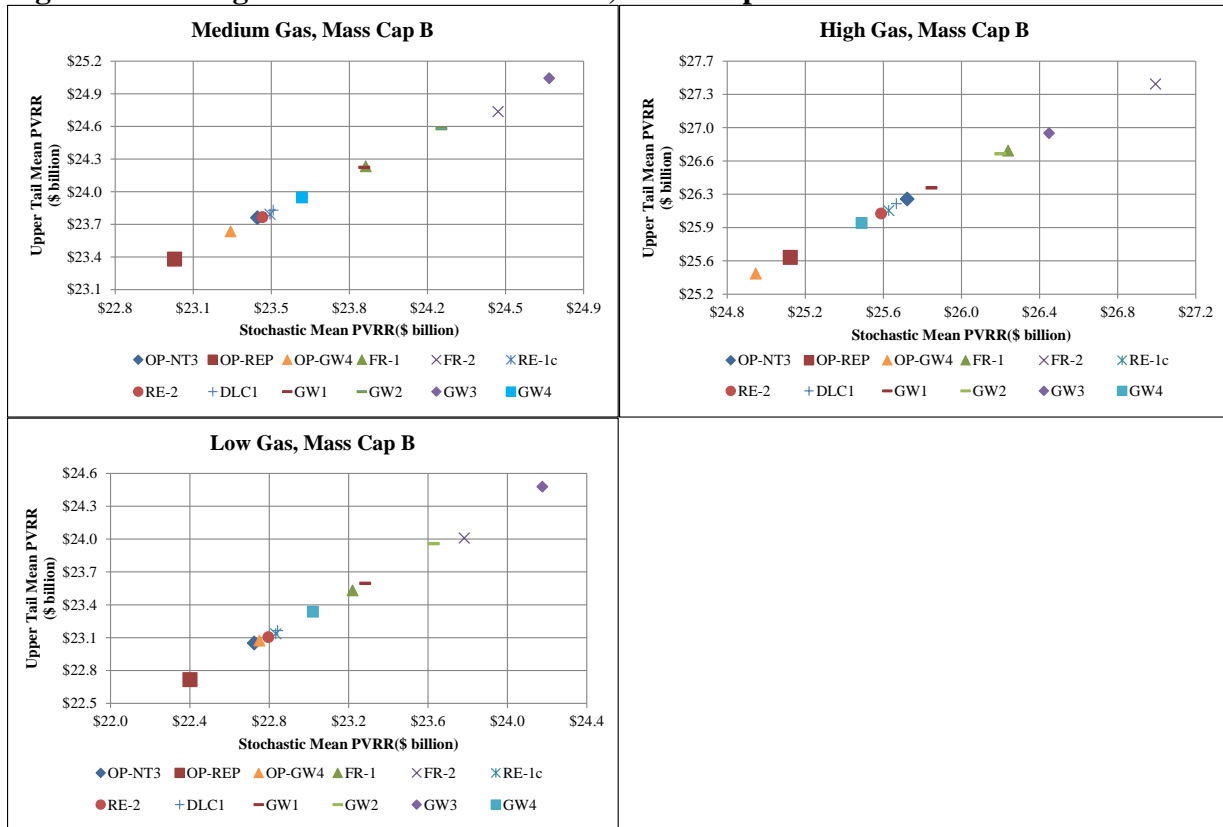 Medium Gas, Mass Cap B
Upper Tail Mean PVRR
($ billion)
$25.2
$24.9
$24.6
$24.3
$24.0
$23.7
$23.4
$23.1
$22.8 $23.1 $23.5 $23.9 $24.2 $24.5 $24.9
Stochastic Mean PVRR($ billion)
OP-NT3 OP-REP OP-GW4 FR-1 FR-2 RE-1c
RE-2 DLC1 GW1 GW2 GW3 GW4
High Gas, Mass Cap B
Upper Tail Mean PVRR
($ billion)
$27.7
$27.3
$27.0
$26.6
$26.3
$25.9
$25.6
$25.2
$24.8 $25.2 $25.6 $26.0 $26.4 $26.8 $27.2
Stochastic Mean PVRR($ billion)
OP-NT3 OP-REP OP-GW4 FR-1 FR-2 RE-1c
RE-2 DLC1 GW1 GW2 GW3 GW4
Low Gas, Mass Cap B
Upper Tail Mean PVRR
($ billion)
$24.6
$24.3
$24.0
$23.7
$23.4
$23.1
$22.8
$22.5
$22.0 $22.4 $22.8 $23.2 $23.6 $24.0 $24.4
Stochastic Mean PVRR($ billion)
OP-NT3 OP-REP OP-GW4 FR-1 FR-2 RE-1c
RE-2 DLC1 GW1 GW2 GW3 GW4